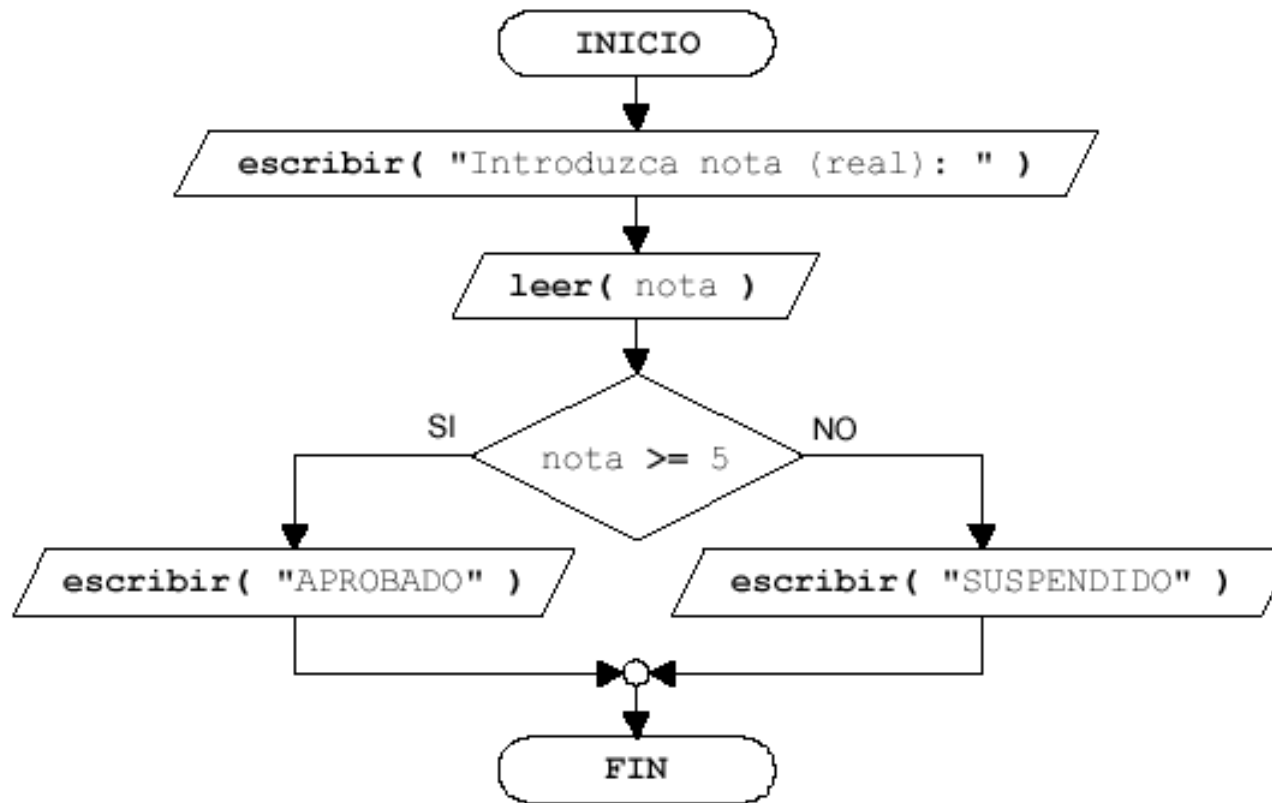 INICIO
escribir( "Introduzca nota (real): " )
leer( nota )
SI
NO
nota >= 5
escribir( "APROBADO" )
escribir( "SUSPENDIDO" )
FIN